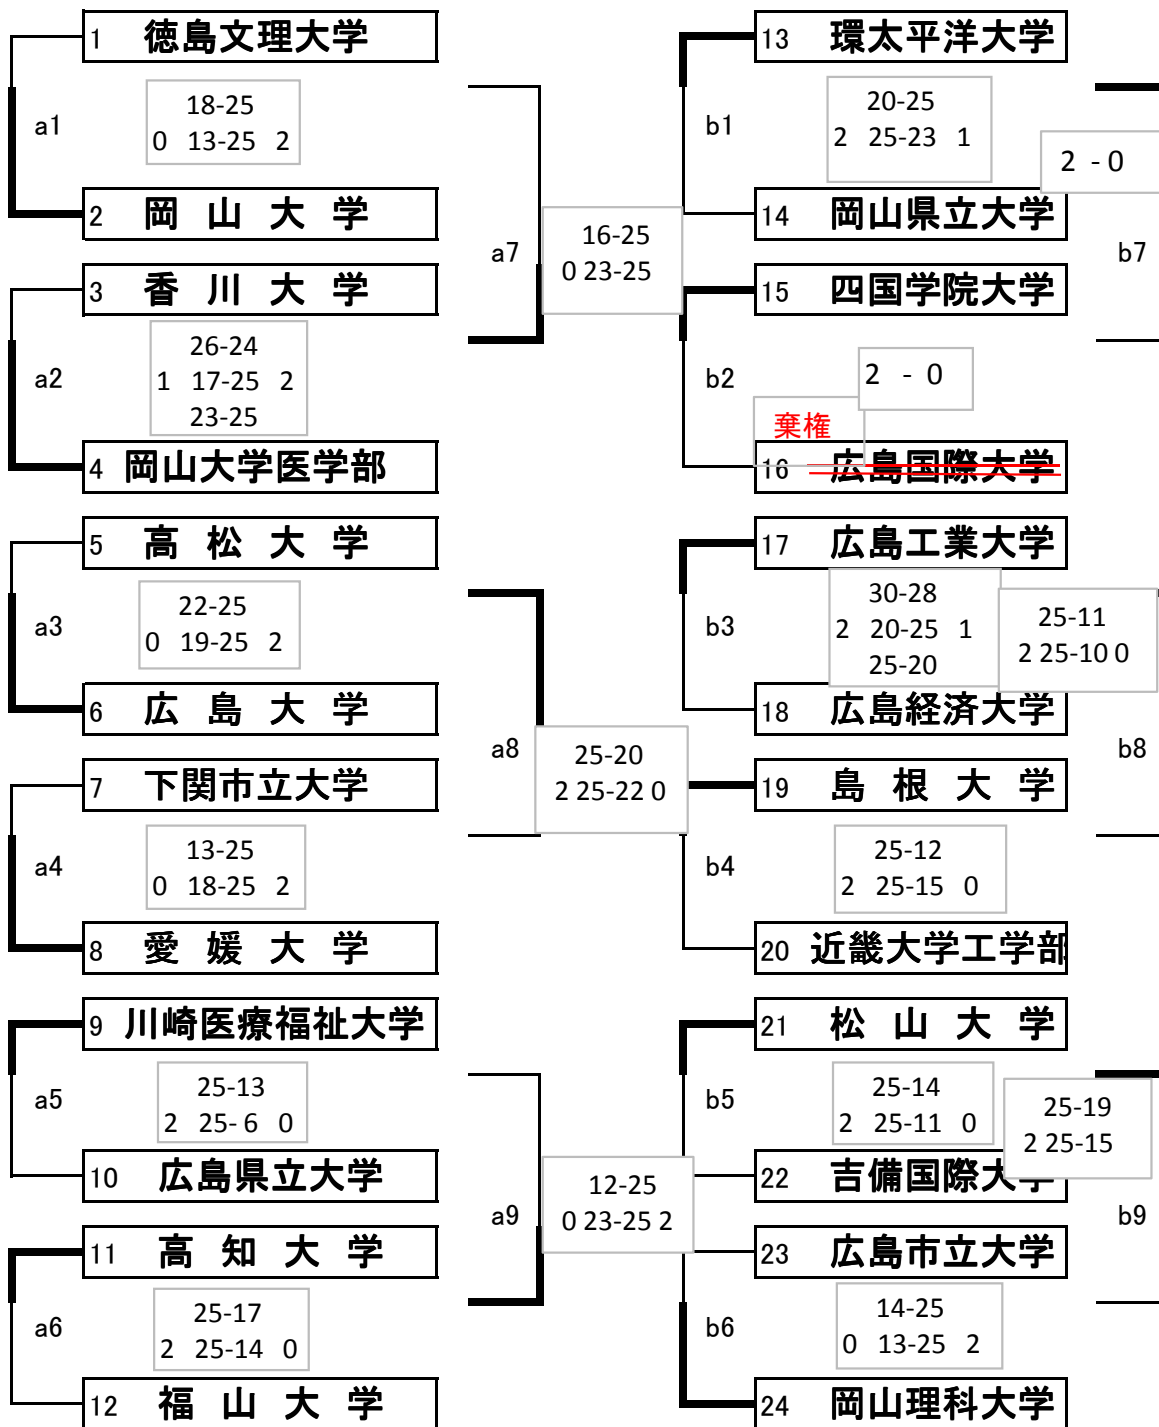 1 徳島文理大学
18-25
a1
0 13-25 2
2 岡山大学
3 香川大学
26-24
a2
1 17-25 2
23-25
4 岡山大学医学部
5 高松大学
22-25
a3
0 19-25 2
6 広島大学
7 下関市立大学
13-25
a4
0 18-25 2
8 愛媛大学
9 川崎医療福祉大学
25-13
a5
2 25-6 0
10 広島県立大学
11 高知大学
25-17
a6
2 25-14 0
12 福山大学
a7
16-25
0 23-25
a8
25-20
2 25-22 0
a9
12-25
0 23-25 2
13 環太平洋大学
20-25
b1
2 25-23 1
14 岡山県立大学
15 四国学院大学
b2
2 - 0
棄権
16 広島国際大学
17 広島工業大学
30-28
b3
2 20-25 1
25-20
18 広島経済大学
19 島根大学
25-12
b4
2 25-15 0
20 近畿大学工学部
21 松山大学
25-14
b5
2 25-11 0
22 吉備国際大学
23 広島市立大学
14-25
b6
0 13-25 2
24 岡山理科大学
2 - 0
b7
25-11
2 25-10 0
b8
25-19
2 25-15
b9